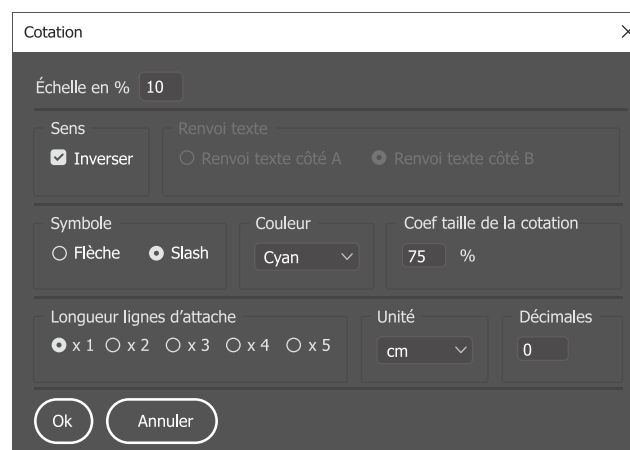 Cotation
Échelle en % 10
Sens Renvoi texte
Inverser Renvoi texte côté A Renvoi texte côté B
Symbole Couleur Coef taille de la cotation
Flèche Slash Cyan 75 %
Longueur lignes d'attache Unité Décimales
x 1 x 2 x 3 x 4 x 5 cm 0
Ok Annuler